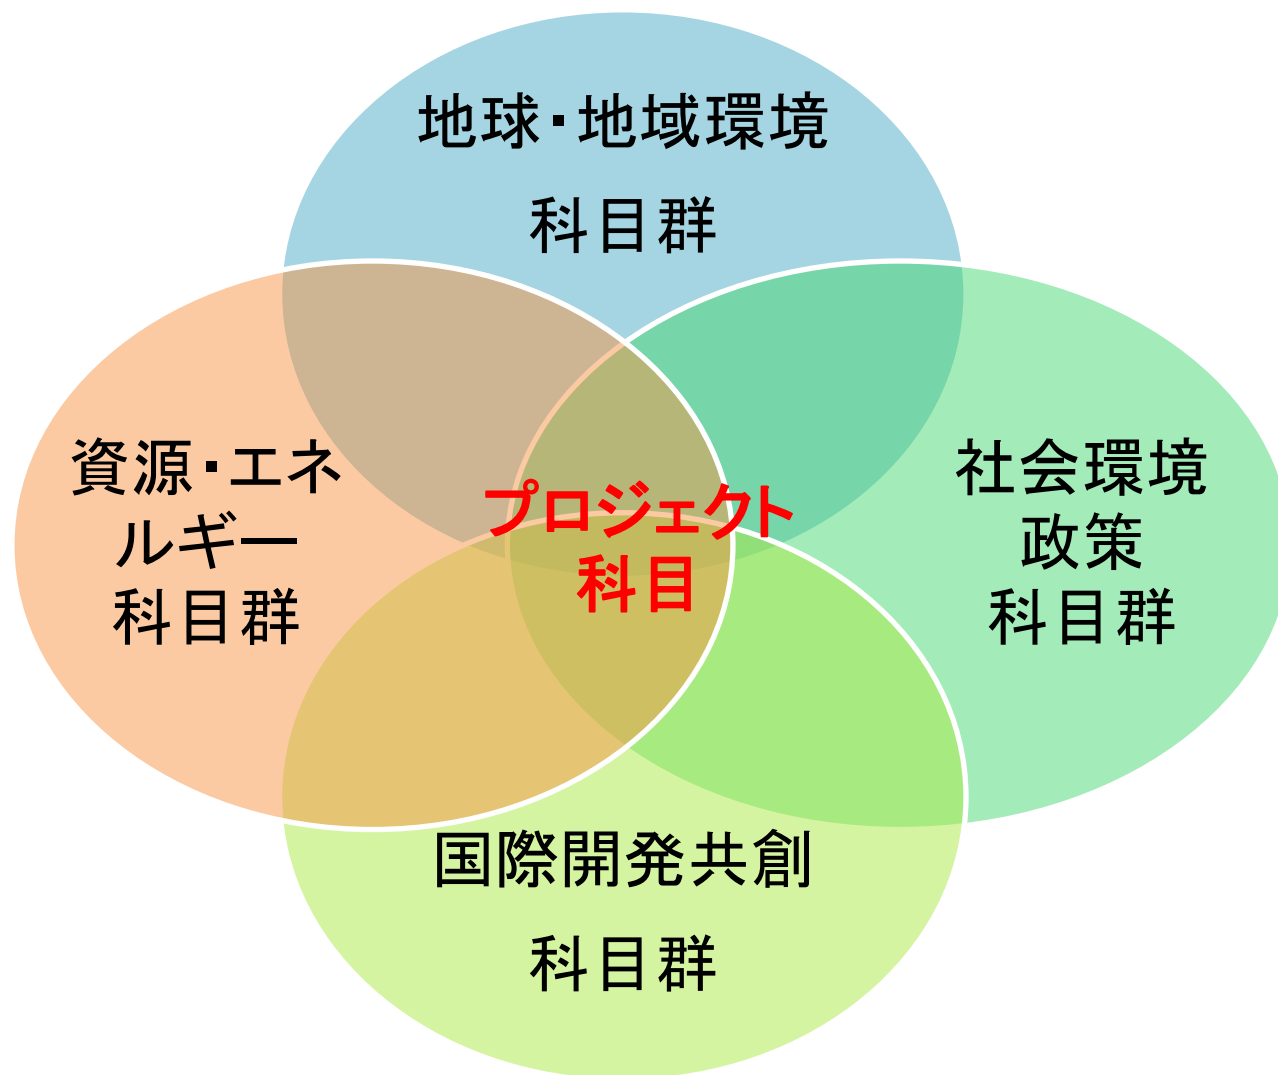 地球・地域環境
科目群
資源・エネ
ルギー
科目群
プロジェクト
科目
社会環境
政策
科目群
国際開発共創
科目群